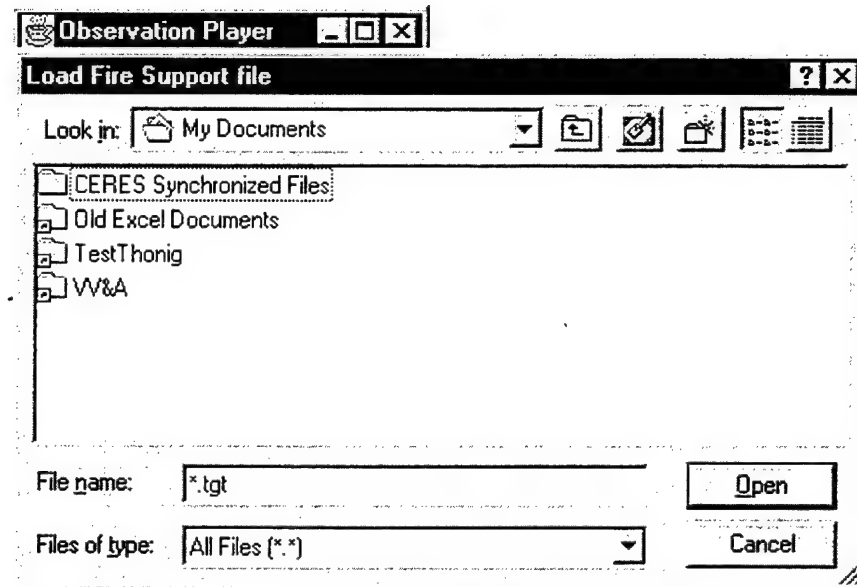 Observation Player
Load Fire Support file
Look in: My Documents
CERES Synchronized Files
Old Excel Documents
TestThonig
VV&A
File name: *.tgt Open
Files of type: All Files (*.*) Cancel